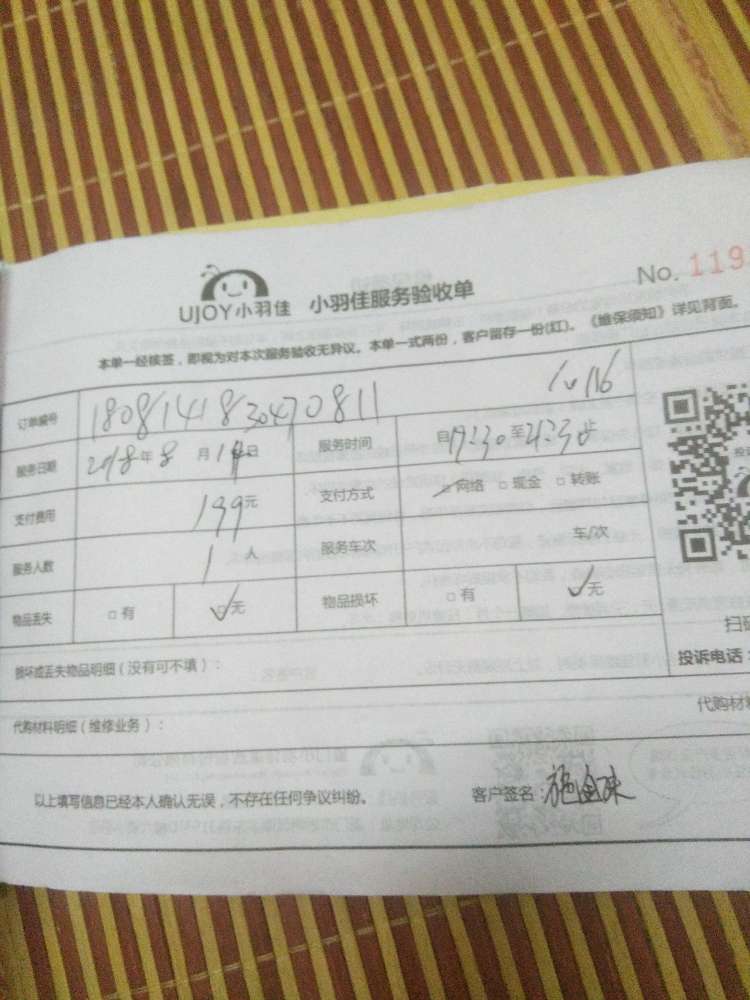 UJOY小羽佳 小羽佳服务验收单
No. 119
本单一经核签，即视为对本次服务验收无异议。本单一式两份，客户留存一份(红)。《维保须知》详见背面。
订单编号 1808141830470811
服务日期 2018年8月14日 服务时间 自17:30至21:30止
支付费用 199元 支付方式 网络 现金 转账
服务人数 1人 服务车次 车/次
物品丢失 有 无 物品损坏 有 无
扫码
损坏或丢失物品明细（没有可不填）：
投诉电话：
代购材料明细（维修业务）：
代购材料
以上填写信息已经本人确认无误，不存在任何争议纠纷。 客户签名：施